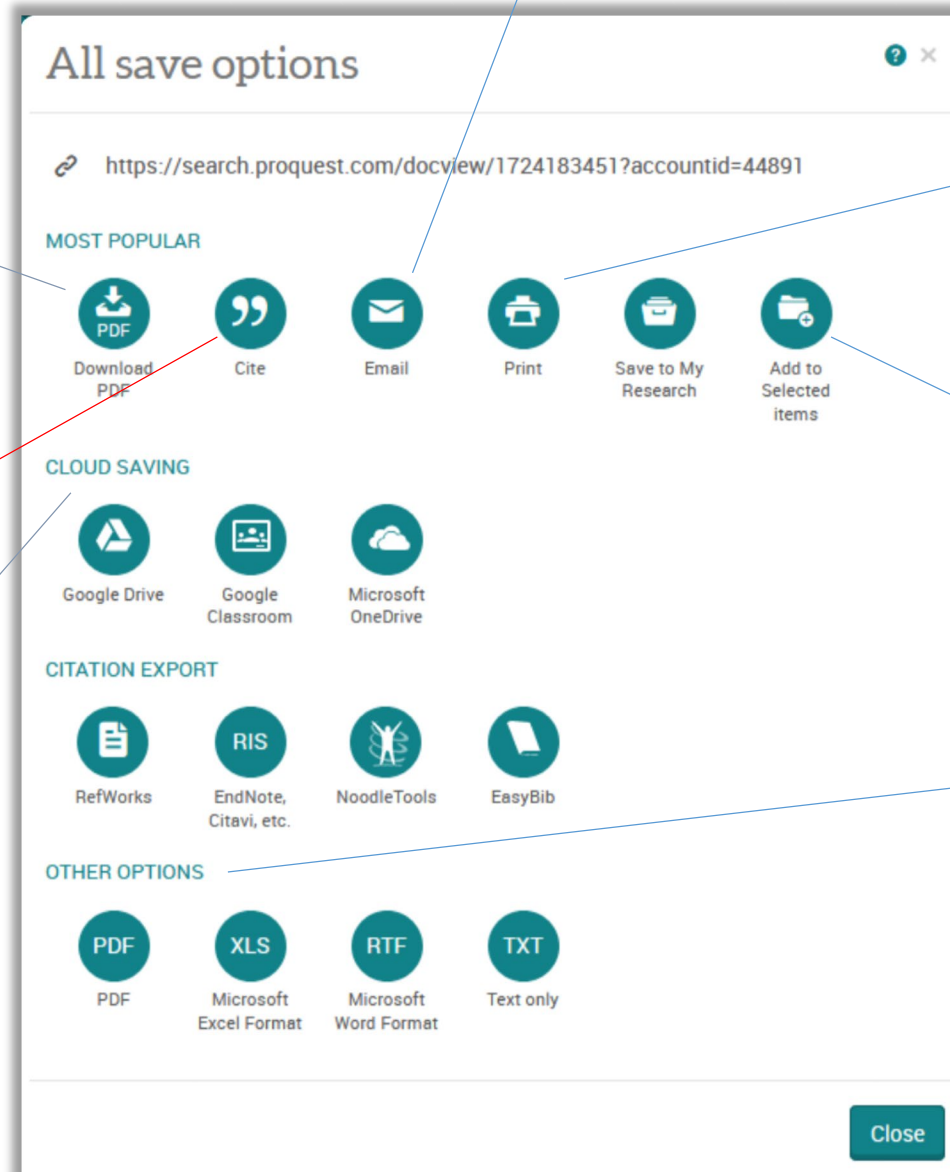 All save options
?
https://search.proquest.com/docview/1724183451?accountid=44891
MOST POPULAR
PDF
Download
PDF
Cite
Email
Print
Save to My
Research
Add to
Selected
items
CLOUD SAVING
Google Drive
Google
Classroom
Microsoft
OneDrive
CITATION EXPORT
RefWorks
RIS
EndNote,
Citavi, etc.
NoodleTools
EasyBib
OTHER OPTIONS
PDF
PDF
XLS
Microsoft
Excel Format
RTF
Microsoft
Word Format
TXT
Text only
Close